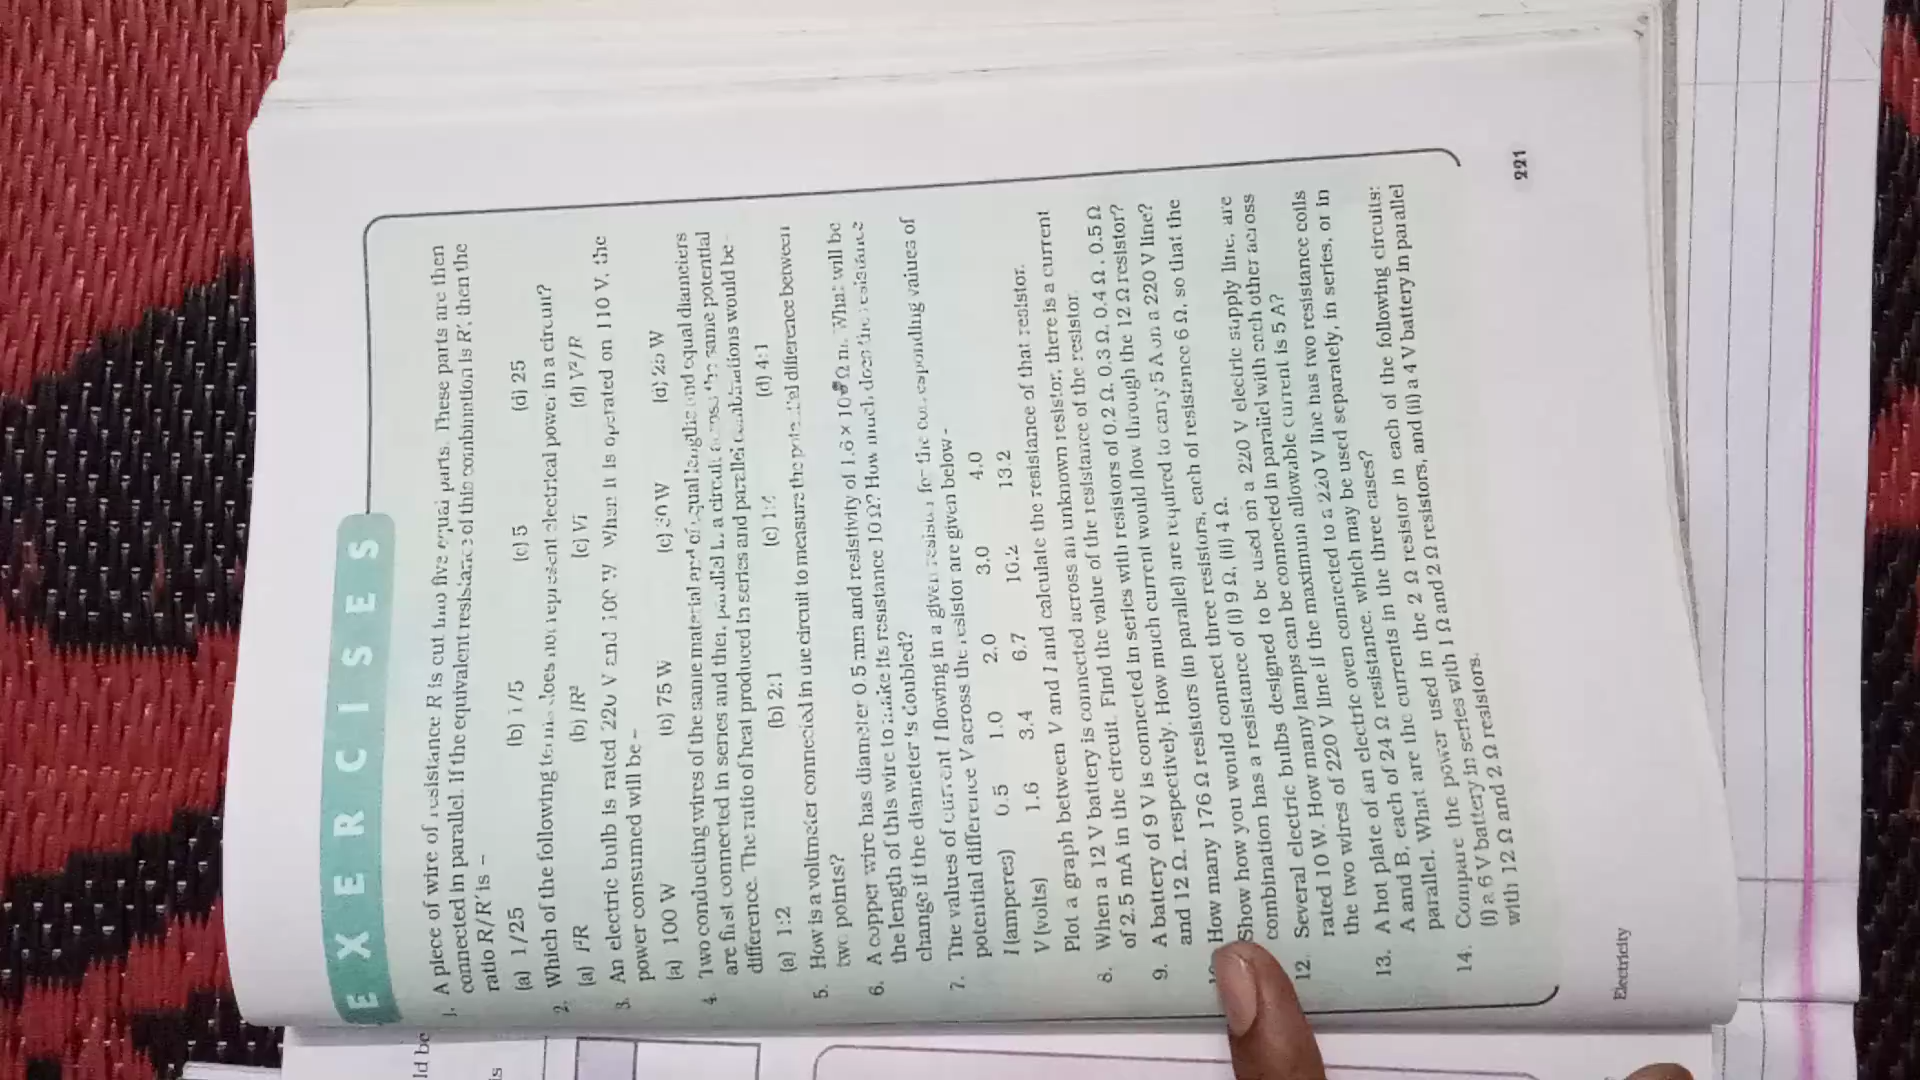 EXERCISES
1. A piece of wire of resistance R is cut into five equal parts. These parts are then
connected in parallel. If the equivalent resistance of this combination is R′, then the
ratio R/R′ is –
(a) 1/25 (b) 1/5 (c) 5 (d) 25
2. Which of the following terms does not represent electrical power in a circuit?
(a) I²R (b) IR² (c) VI (d) V²/R
3. An electric bulb is rated 220 V and 100 W. When it is operated on 110 V, the
power consumed will be –
(a) 100 W (b) 75 W (c) 50 W (d) 25 W
4. Two conducting wires of the same material and of equal lengths and equal diameters
are first connected in series and then parallel in a circuit across the same potential
difference. The ratio of heat produced in series and parallel combinations would be –
(a) 1:2 (b) 2:1 (c) 1:4 (d) 4:1
5. How is a voltmeter connected in the circuit to measure the potential difference between
two points?
6. A copper wire has diameter 0.5 mm and resistivity of 1.6 × 10 Ω m. What will be
the length of this wire to make its resistance 10 Ω? How much does the resistance
change if the diameter is doubled?
7. The values of current I flowing in a given resistor for the corresponding values of
potential difference V across the resistor are given below –
I (amperes) 0.5 1.0 2.0 3.0 4.0
V (volts) 1.6 3.4 6.7 10.2 13.2
Plot a graph between V and I and calculate the resistance of that resistor.
8. When a 12 V battery is connected across an unknown resistor, there is a current
of 2.5 mA in the circuit. Find the value of the resistance of the resistor.
9. A battery of 9 V is connected in series with resistors of 0.2 Ω, 0.3 Ω, 0.4 Ω, 0.5 Ω
and 12 Ω, respectively. How much current would flow through the 12 Ω resistor?
How many 176 Ω resistors (in parallel) are required to carry 5 A on a 220 V line?
Show how you would connect three resistors, each of resistance 6 Ω, so that the
combination has a resistance of (i) 9 Ω, (ii) 4 Ω.
12. Several electric bulbs designed to be used on a 220 V electric supply line, are
rated 10 W. How many lamps can be connected in parallel with each other across
the two wires of 220 V line if the maximum allowable current is 5 A?
13. A hot plate of an electric oven connected to a 220 V line has two resistance coils
A and B, each of 24 Ω resistance, which may be used separately, in series, or in
parallel. What are the currents in the three cases?
14. Compare the power used in the 2 Ω resistor in each of the following circuits:
(i) a 6 V battery in series with 1 Ω and 2 Ω resistors, and (ii) a 4 V battery in parallel
with 12 Ω and 2 Ω resistors.
Electricity
221
ld be
is